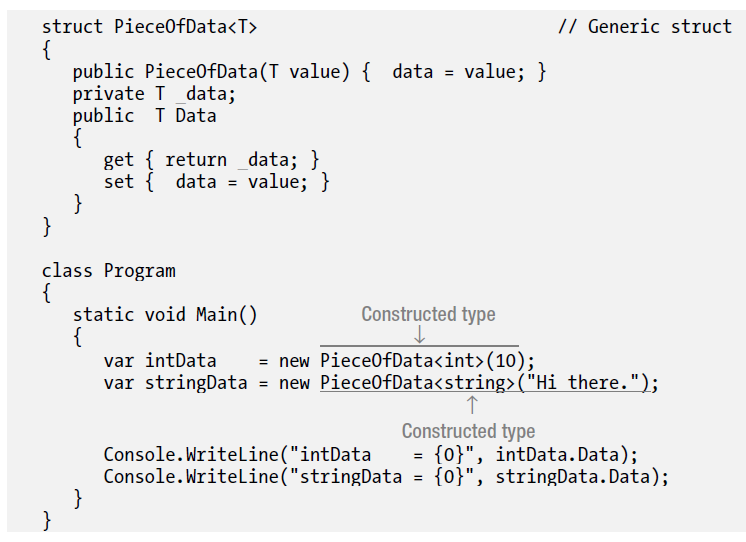 struct PieceOfData<T>                             // Generic struct
{
   public PieceOfData(T value) {  data = value; }
   private T _data;
   public  T Data
   {
      get { return _data; }
      set {  data = value; }
   }
}
class Program
{
   static void Main()          Constructed type
   {                                ↓
      var intData    = new PieceOfData<int>(10);
      var stringData = new PieceOfData<string>("Hi there.");
                                         ↑
                                   Constructed type
      Console.WriteLine("intData    = {0}", intData.Data);
      Console.WriteLine("stringData = {0}", stringData.Data);
   }
}